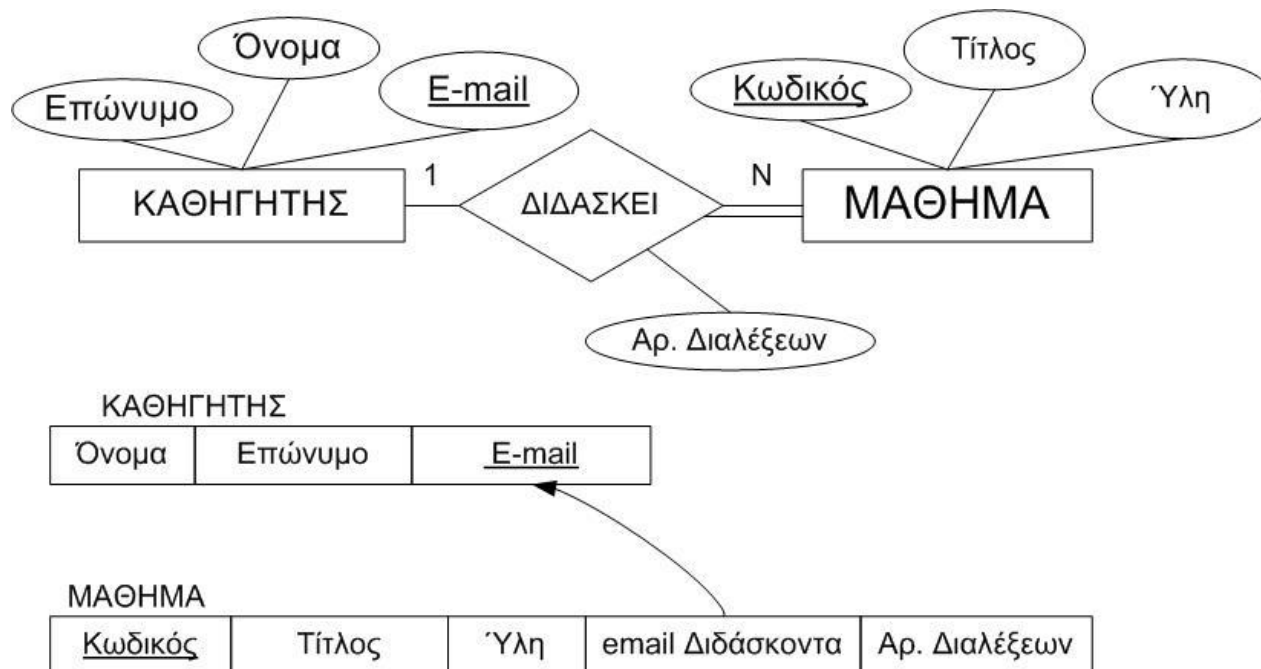 Όνομα
Τίτλος
Επώνυμο
E-mail
Κωδικός
Ύλη
ΚΑΘΗΓΗΤΗΣ
1
ΔΙΔΑΣΚΕΙ
N
ΜΑΘΗΜΑ
Αρ. Διαλέξεων
ΚΑΘΗΓΗΤΗΣ
Όνομα Επώνυμο E-mail
ΜΑΘΗΜΑ
Κωδικός Τίτλος Ύλη email Διδάσκοντα Αρ. Διαλέξεων